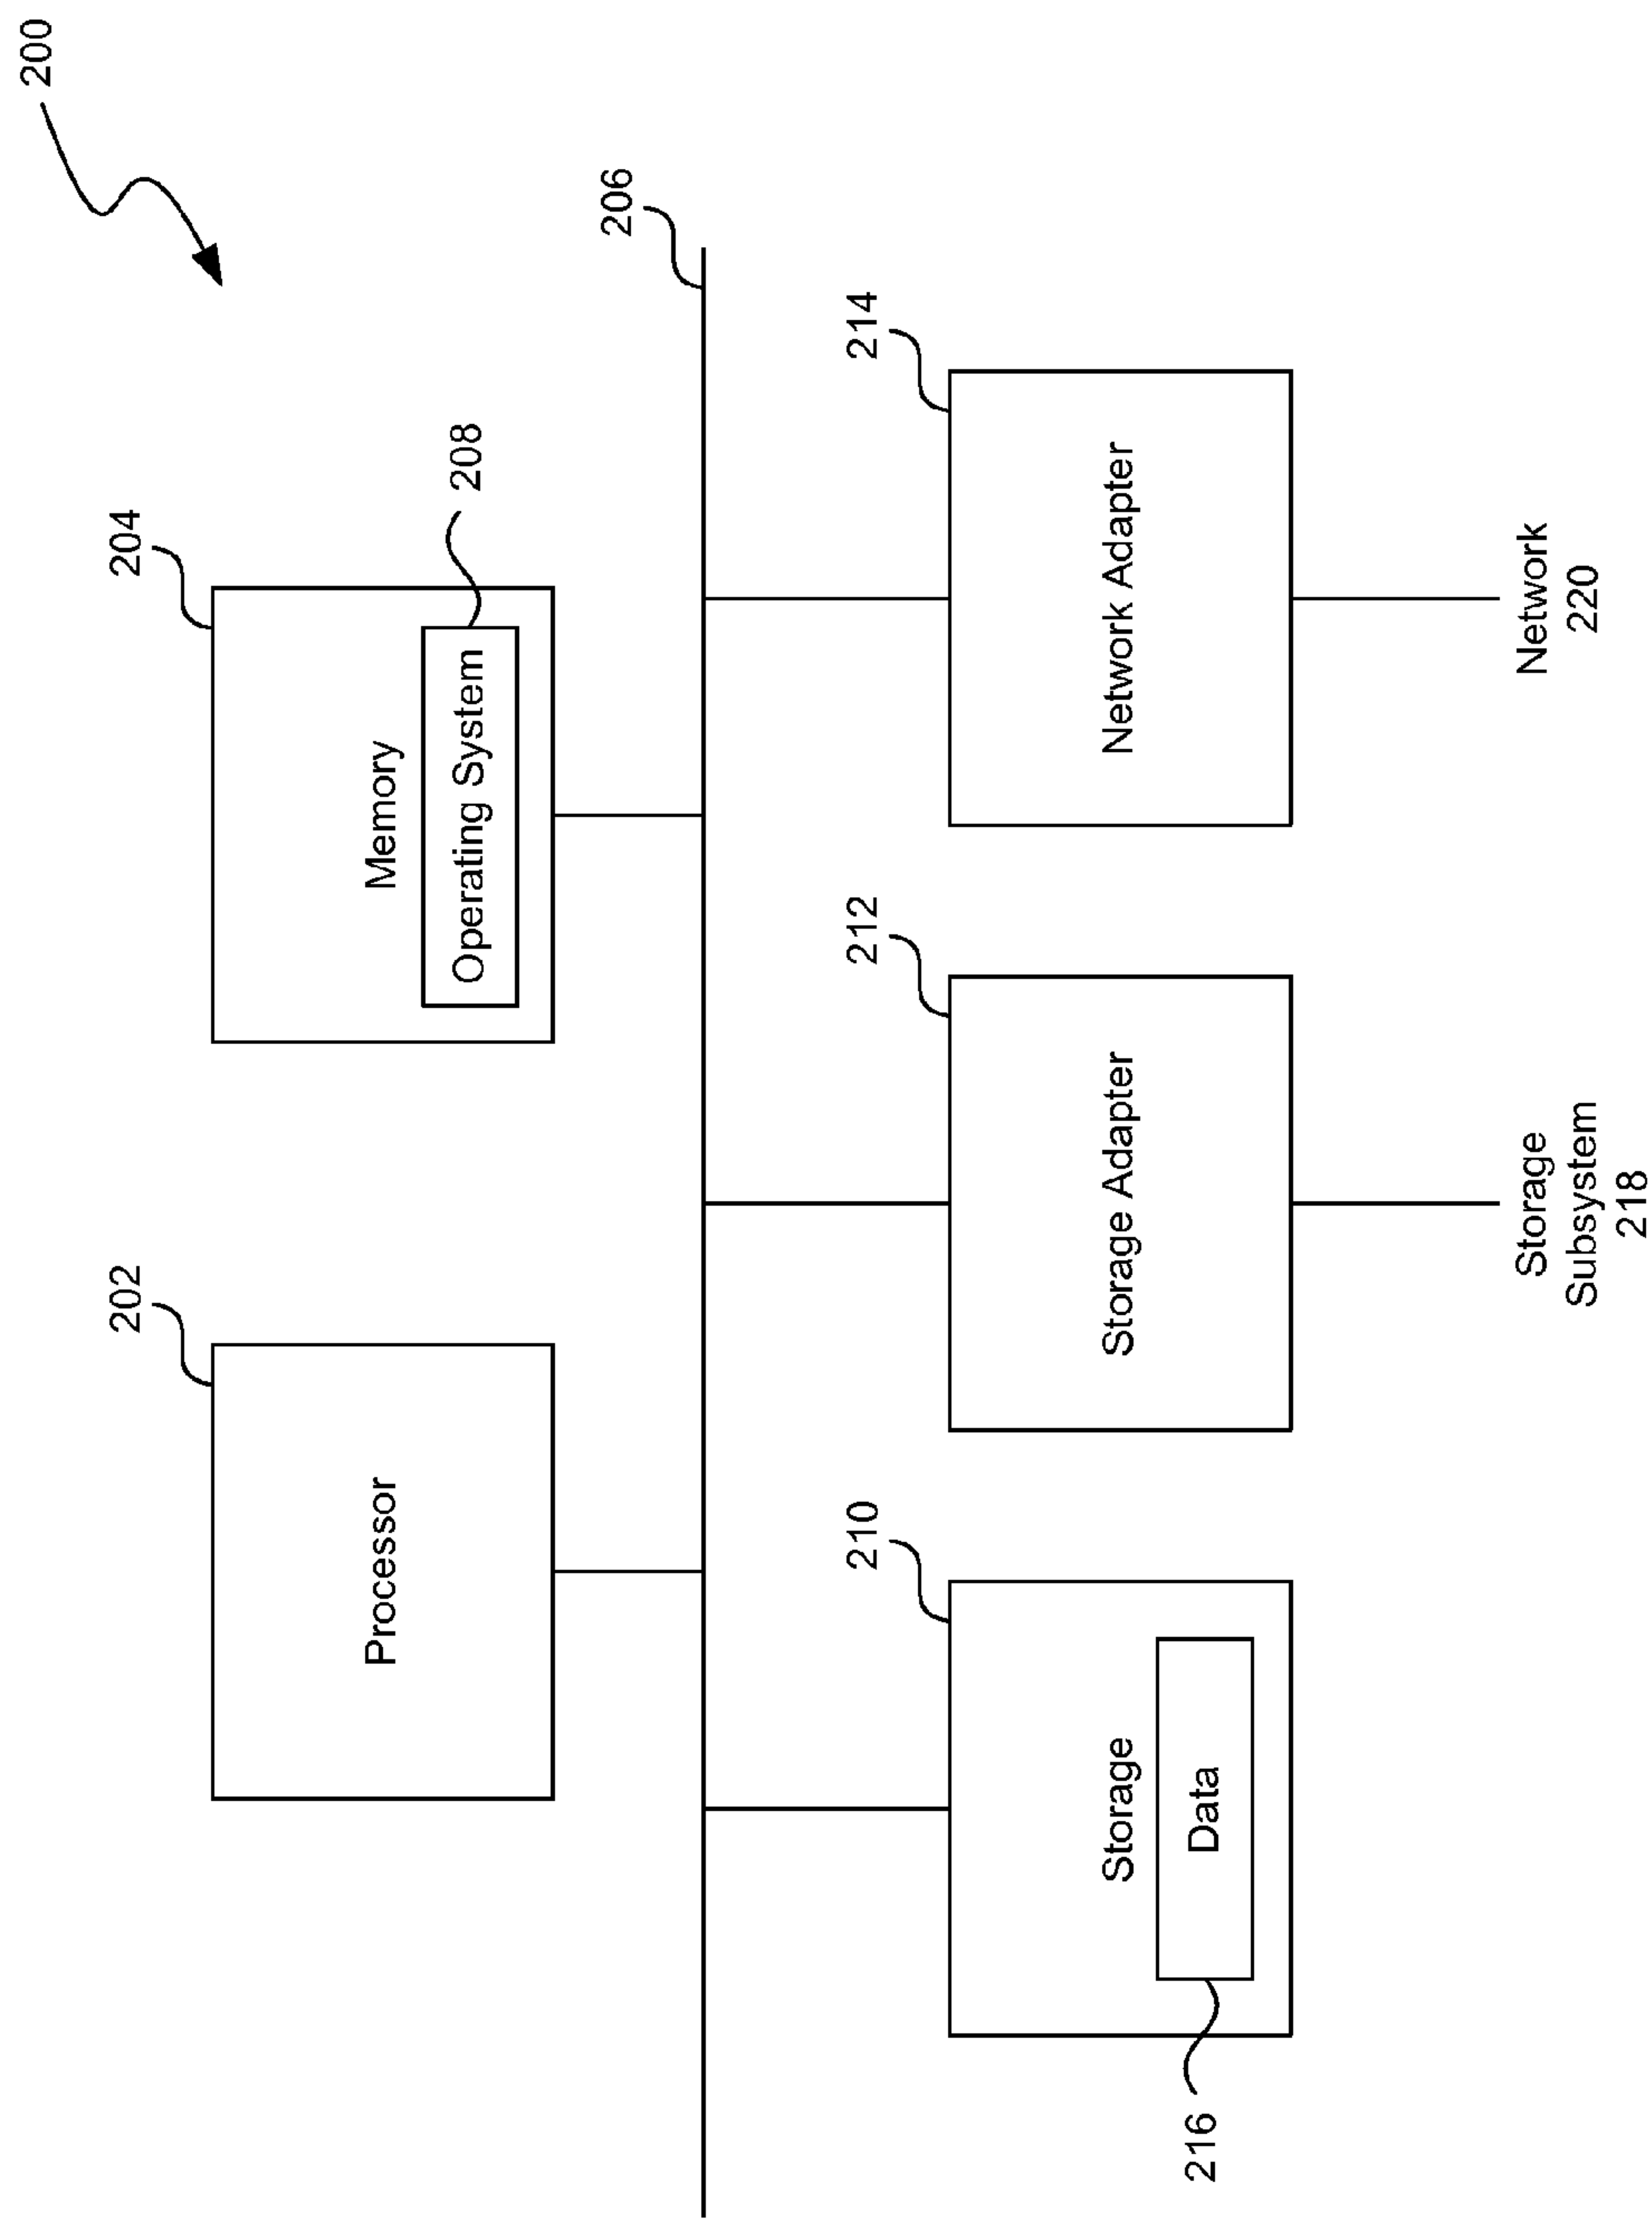 200
202
Processor
204
Memory
Operating System
208
206
210
Storage
Data
216
212
Storage Adapter
214
Network Adapter
Storage
Subsystem
218
Network
220